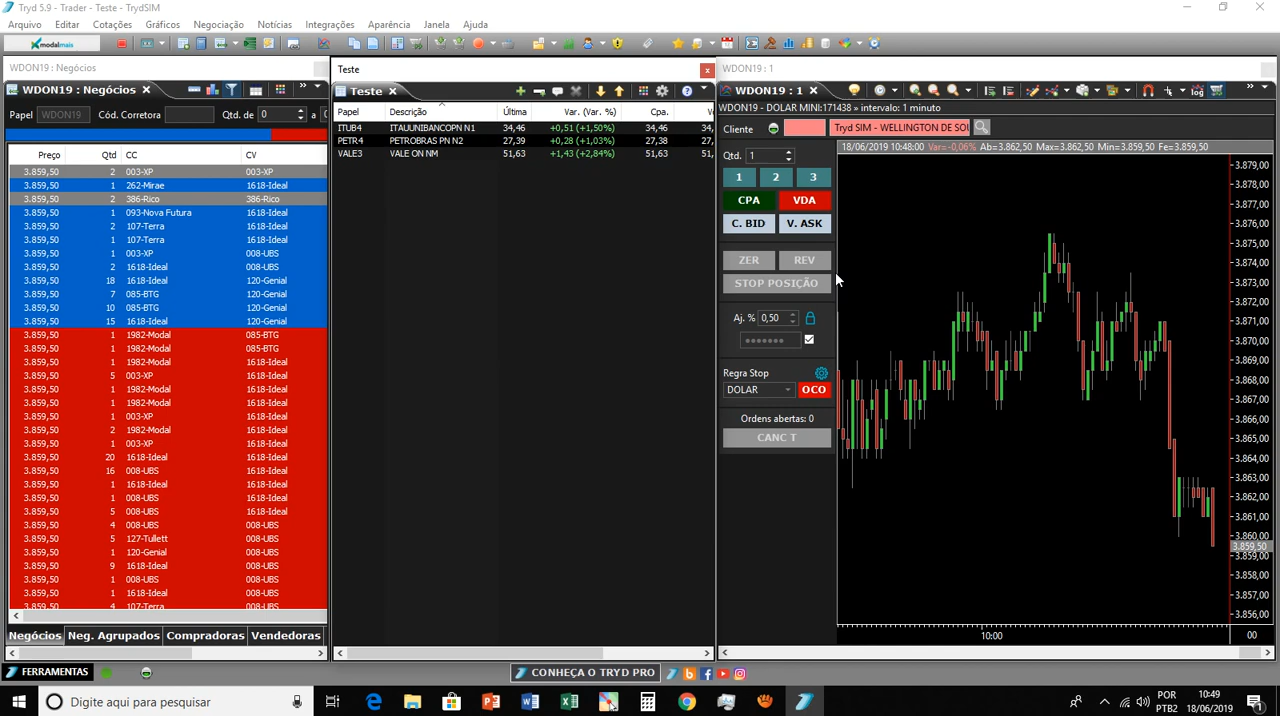 Tryd 5.9 - Trader - Teste - TrydSIM
Arquivo Editar Cotações Gráficos Negociação Notícias Integrações Aparência Janela Ajuda
modalmais
WDON19 : Negócios
WDON19 : Negócios
Papel WDON19 Cód. Corretora Qtd. de 0 a 0
Preço Qtd CC CV
3.859,50 2 003-XP 003-XP
3.859,50 1 262-Mirae 1618-Ideal
3.859,50 2 386-Rico 386-Rico
3.859,50 1 093-Nova Futura 1618-Ideal
3.859,50 2 107-Terra 1618-Ideal
3.859,50 1 107-Terra 1618-Ideal
3.859,50 1 003-XP 008-UBS
3.859,50 2 1618-Ideal 008-UBS
3.859,50 18 1618-Ideal 120-Genial
3.859,50 7 085-BTG 120-Genial
3.859,50 10 085-BTG 120-Genial
3.859,50 15 1618-Ideal 120-Genial
3.859,50 1 1982-Modal 085-BTG
3.859,50 1 1982-Modal 085-BTG
3.859,50 1 1982-Modal 1618-Ideal
3.859,50 5 003-XP 1618-Ideal
3.859,50 1 1982-Modal 1618-Ideal
3.859,50 1 1982-Modal 1618-Ideal
3.859,50 1 003-XP 1618-Ideal
3.859,50 2 1982-Modal 1618-Ideal
3.859,50 1 003-XP 1618-Ideal
3.859,50 20 1618-Ideal 1618-Ideal
3.859,50 16 008-UBS 1618-Ideal
3.859,50 1 1618-Ideal 1618-Ideal
3.859,50 1 008-UBS 1618-Ideal
3.859,50 5 008-UBS 1618-Ideal
3.859,50 4 008-UBS 008-UBS
3.859,50 5 127-Tullett 008-UBS
3.859,50 1 120-Genial 008-UBS
3.859,50 9 1618-Ideal 008-UBS
3.859,50 1 008-UBS 008-UBS
3.859,50 1 1618-Ideal 008-UBS
3.859,50 4 107-Terra 008-UBS
Negócios Neg. Agrupados Compradoras Vendedoras
Teste
Teste
Papel Descrição Última Var. (Var. %) Cpa. V
ITUB4 ITAUUNIBANCOPN N1 34,46 +0,51 (+1,50%) 34,46 34,
PETR4 PETROBRAS PN N2 27,39 +0,28 (+1,03%) 27,38 27,
VALE3 VALE ON NM 51,63 +1,43 (+2,84%) 51,63 51,
WDON19 : 1
WDON19 : 1
log
WDON19 - DOLAR MINI:171438 » intervalo: 1 minuto
Cliente Tryd SIM - WELLINGTON DE SOU
18/06/2019 10:48:00 Var=-0,06% Ab=3.862,50 Max=3.862,50 Min=3.859,50 Fe=3.859,50
Qtd. 1
1 2 3
CPA VDA
C. BID V. ASK
ZER REV
STOP POSIÇÃO
Aj. % 0,50
Regra Stop
DOLAR OCO
Ordens abertas: 0
CANC T
3.879,00
3.878,00
3.877,00
3.876,00
3.875,00
3.874,00
3.873,00
3.872,00
3.871,00
3.870,00
3.869,00
3.868,00
3.867,00
3.866,00
3.865,00
3.864,00
3.863,00
3.862,00
3.861,00
3.860,00
3.859,50
3.859,00
3.858,00
3.857,00
3.856,00
10:00 00
FERRAMENTAS
CONHEÇA O TRYD PRO
Digite aqui para pesquisar
POR
PTB2
10:49
18/06/2019
1